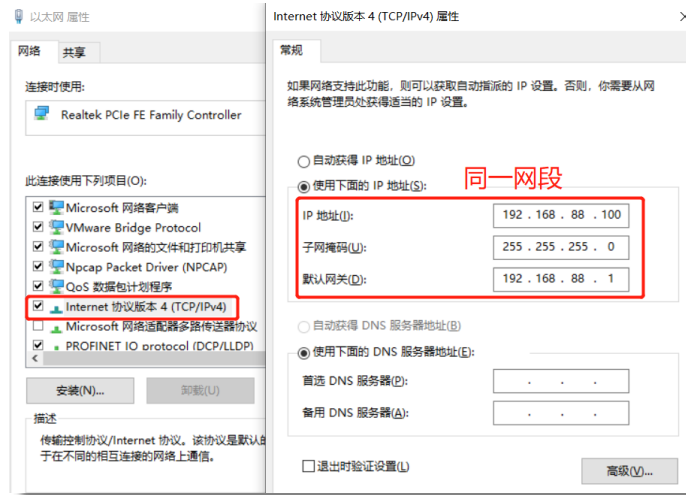 以太网 属性
网络
共享
连接时使用:
Realtek PCIe FE Family Controller
此连接使用下列项目(O):
Microsoft 网络客户端
VMware Bridge Protocol
Microsoft 网络的文件和打印机共享
Npcap Packet Driver (NPCAP)
QoS 数据包计划程序
Internet 协议版本 4 (TCP/IPv4)
Microsoft 网络适配器多路传送器协议
PROFINET IO protocol (DCP/LLDP)
安装(N)...
卸载(U)
描述
传输控制协议/Internet 协议。该协议是默认的
于在不同的相互连接的网络上通信。
Internet 协议版本 4 (TCP/IPv4) 属性
常规
如果网络支持此功能，则可以获取自动指派的 IP 设置。否则，你需要从网
络系统管理员处获得适当的 IP 设置。
自动获得 IP 地址(O)
同一网段
使用下面的 IP 地址(S):
IP 地址(I): 192 . 168 . 88 . 100
子网掩码(U): 255 . 255 . 255 . 0
默认网关(D): 192 . 168 . 88 . 1
自动获得 DNS 服务器地址(B)
使用下面的 DNS 服务器地址(E):
首选 DNS 服务器(P): . . .
备用 DNS 服务器(A): . . .
退出时验证设置(L)
高级(V)...